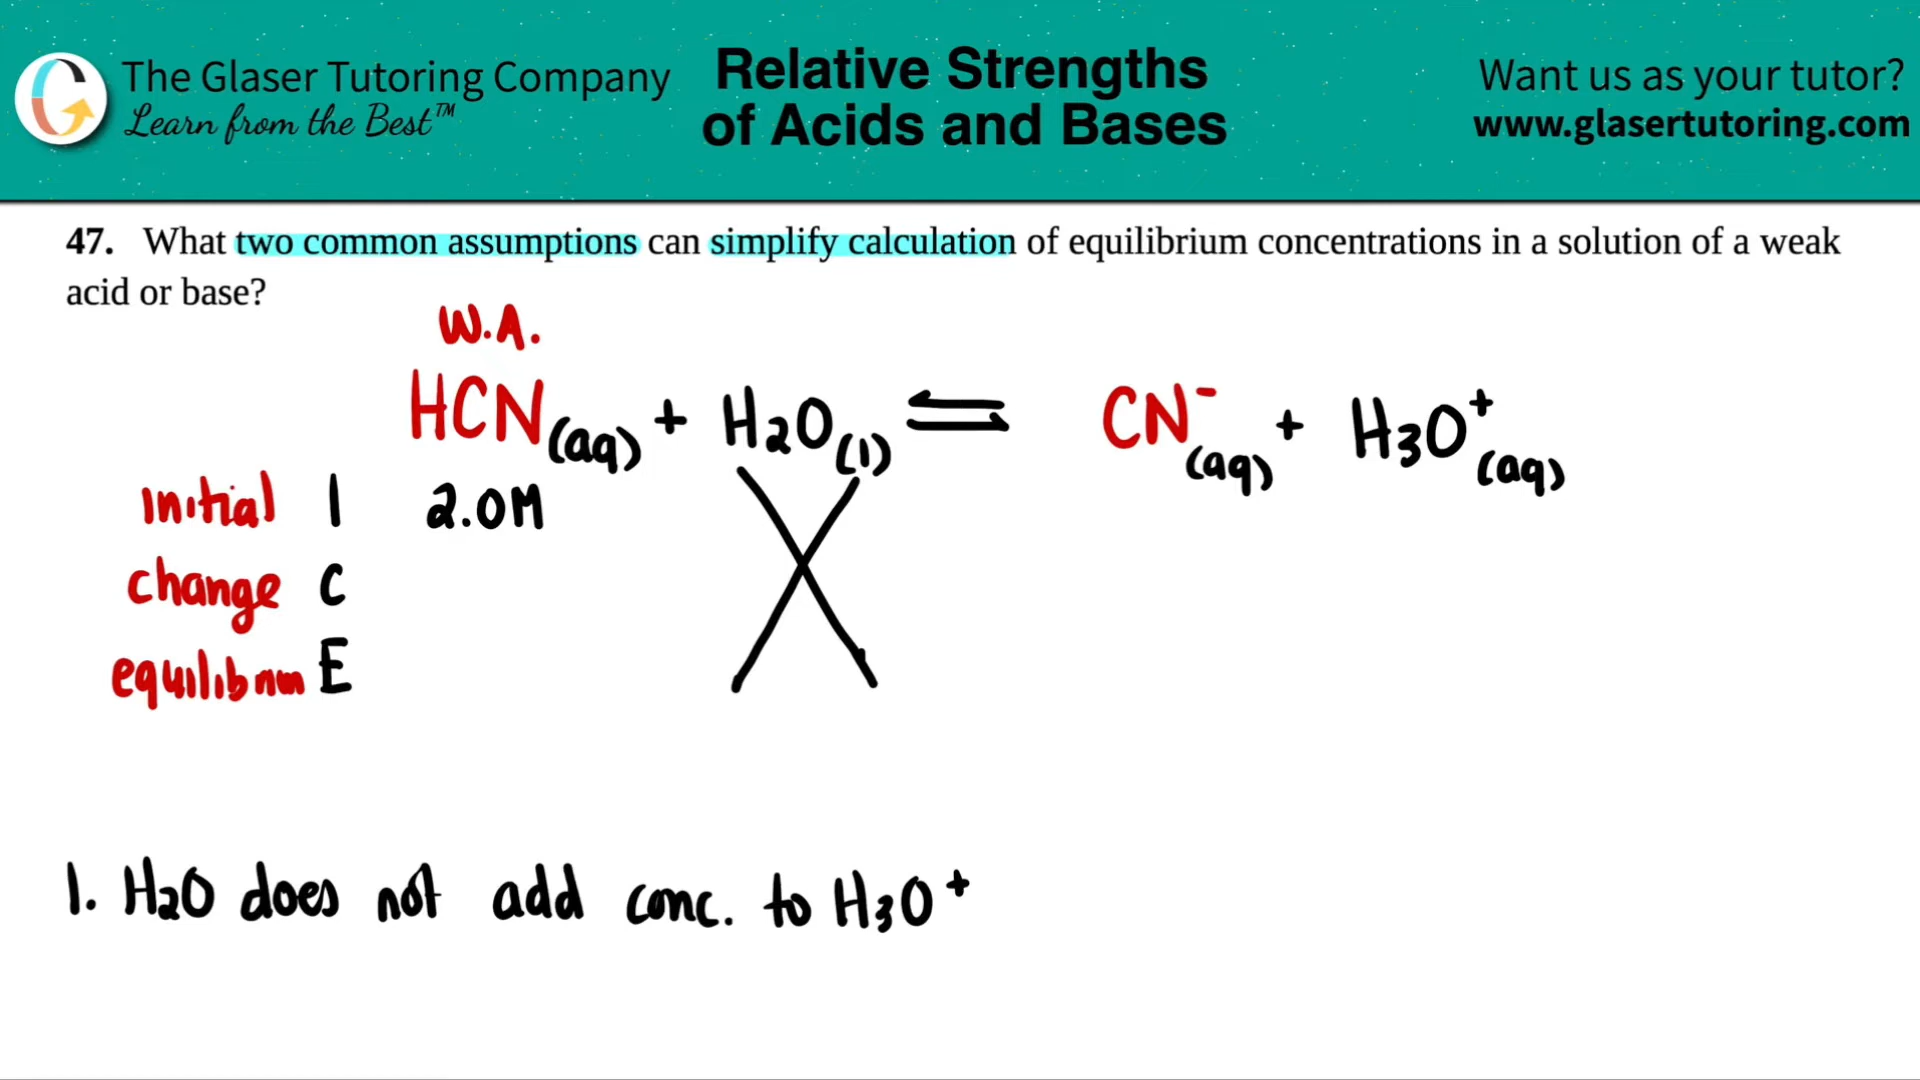 The Glaser Tutoring Company
Learn from the Best™
Relative Strengths
of Acids and Bases
Want us as your tutor?
www.glasertutoring.com
47. What two common assumptions can simplify calculation of equilibrium concentrations in a solution of a weak
acid or base?
W.A.
HCN(aq) + H2O(l) ⇌ CN⁻(aq) + H3O⁺(aq)
Initial I 2.0M
change C
equilibrium E
1. H2O does not add conc. to H3O⁺